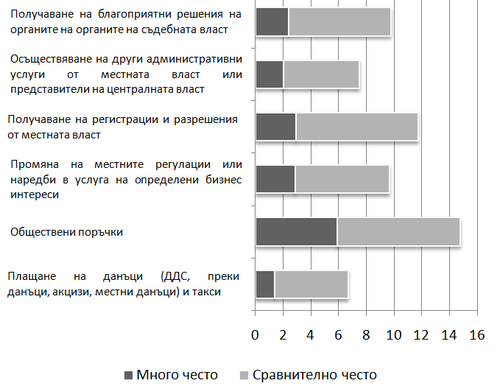 Получаване на благоприятни решения на
органите на органите на съдебната власт
Осъществяване на други административни
услуги от местната власт или
представители на централната власт
Получаване на регистрации и разрешения
от местната власт
Промяна на местните регулации или
наредби в услуга на определени бизнес
интереси
Обществени поръчки
Плащане на данъци (ДДС, преки
данъци, акцизи, местни данъци) и такси
0 2 4 6 8 10 12 14 16
Много често Сравнително често